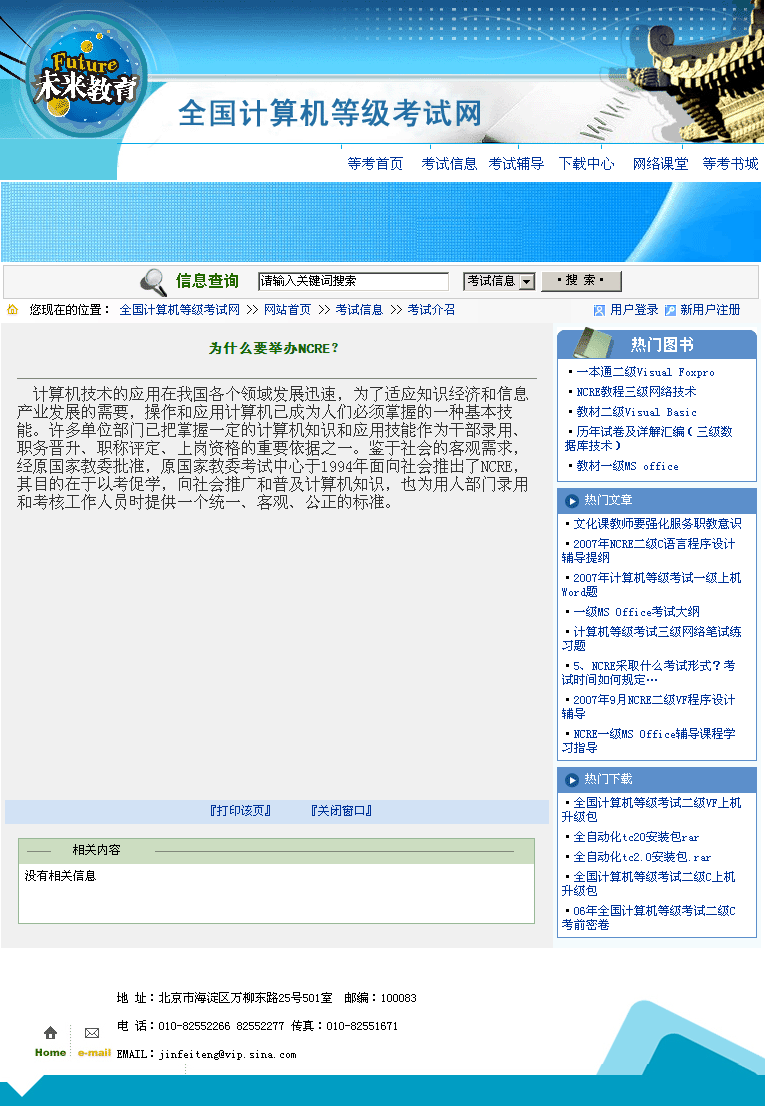 Future
未来教育
全国计算机等级考试网
等考首页 考试信息 考试辅导 下载中心 网络课堂 等考书城
信息查询 请输入关键词搜索 考试信息 ·搜 索·
您现在的位置： 全国计算机等级考试网 >> 网站首页 >> 考试信息 >> 考试介召 用户登录 新用户注册
为什么要举办NCRE？
计算机技术的应用在我国各个领域发展迅速，为了适应知识经济和信息
产业发展的需要，操作和应用计算机已成为人们必须掌握的一种基本技
能。许多单位部门已把掌握一定的计算机知识和应用技能作为干部录用、
职务晋升、职称评定、上岗资格的重要依据之一。鉴于社会的客观需求，
经原国家教委批准，原国家教委考试中心于1994年面向社会推出了NCRE，
其目的在于以考促学，向社会推广和普及计算机知识，也为用人部门录用
和考核工作人员时提供一个统一、客观、公正的标准。
『打印该页』 『关闭窗口』
相关内容
没有相关信息
热门图书
·一本通二级Visual Foxpro
·NCRE教程三级网络技术
·教材二级Visual Basic
·历年试卷及详解汇编（三级数
据库技术）
·教材一级MS office
热门文章
·文化课教师要强化服务职教意识
·2007年NCRE二级C语言程序设计
辅导提纲
·2007年计算机等级考试一级上机
Word题
·一级MS Office考试大纲
·计算机等级考试三级网络笔试练
习题
·5、NCRE采取什么考试形式？考
试时间如何规定…
·2007年9月NCRE二级VF程序设计
辅导
·NCRE一级MS Office辅导课程学
习指导
热门下载
·全国计算机等级考试二级VF上机
升级包
·全自动化tc20安装包rar
·全自动化tc2.0安装包.rar
·全国计算机等级考试二级C上机
升级包
·06年全国计算机等级考试二级C
考前密卷
地 址：北京市海淀区万柳东路25号501室 邮编：100083
电 话：010-82552266 82552277 传真：010-82551671
Home e-mail
EMAIL：jinfeiteng@vip.sina.com